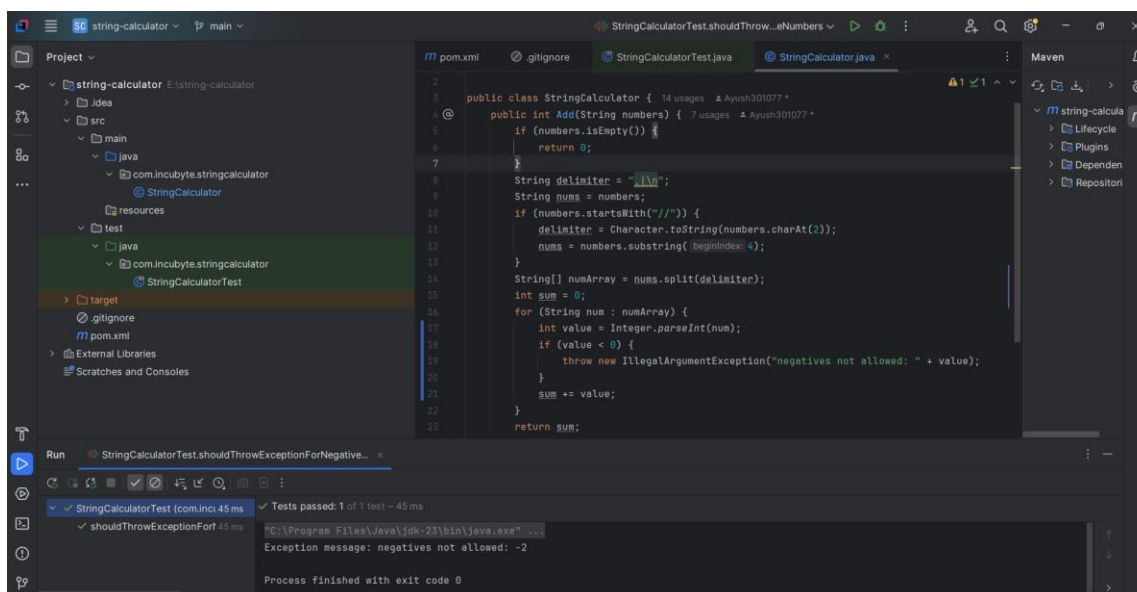 SC string-calculator main StringCalculatorTest.shouldThrow...eNumbers
Project
string-calculator E:\string-calculator
.idea
src
main
java
com.incubyte.stringcalculator
StringCalculator
resources
test
java
com.incubyte.stringcalculator
StringCalculatorTest
target
.gitignore
m pom.xml
External Libraries
Scratches and Consoles
m pom.xml .gitignore StringCalculatorTest.java StringCalculator.java
1 1
2
3 public class StringCalculator { 14 usages Ayush301077 *
4 @ public int Add(String numbers) { 7 usages Ayush301077 *
5 if (numbers.isEmpty()) {
6 return 0;
7 }
8 String delimiter = ",|\n";
9 String nums = numbers;
10 if (numbers.startsWith("//")) {
11 delimiter = Character.toString(numbers.charAt(2));
12 nums = numbers.substring( beginIndex: 4);
13 }
14 String[] numArray = nums.split(delimiter);
15 int sum = 0;
16 for (String num : numArray) {
17 int value = Integer.parseInt(num);
18 if (value < 0) {
19 throw new IllegalArgumentException("negatives not allowed: " + value);
20 }
21 sum += value;
22 }
23 return sum;
Maven
m string-calcula
Lifecycle
Plugins
Dependen
Repositori
Run StringCalculatorTest.shouldThrowExceptionForNegative...
StringCalculatorTest (com.incu 45 ms
shouldThrowExceptionForN 45 ms
Tests passed: 1 of 1 test – 45 ms
"C:\Program Files\Java\jdk-23\bin\java.exe" ...
Exception message: negatives not allowed: -2
Process finished with exit code 0